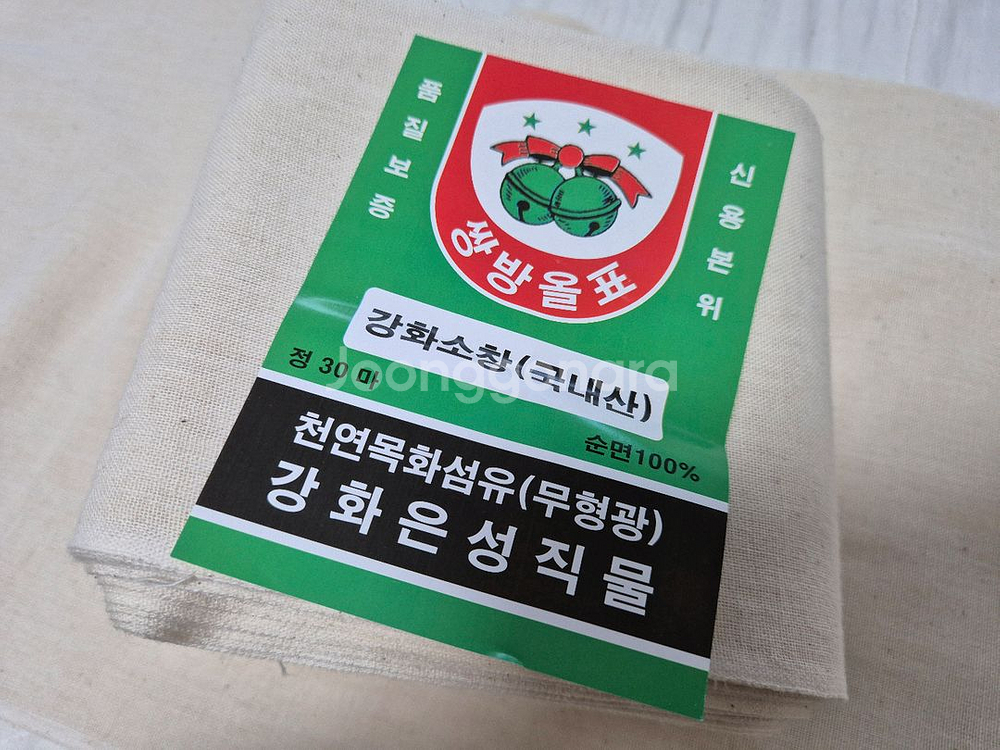 품질보증
신용본위
쌍방울표
강화소창(국내산)
정 30 마
순면100%
천연목화섬유(무형광)
강화은성직물
Joonggonara